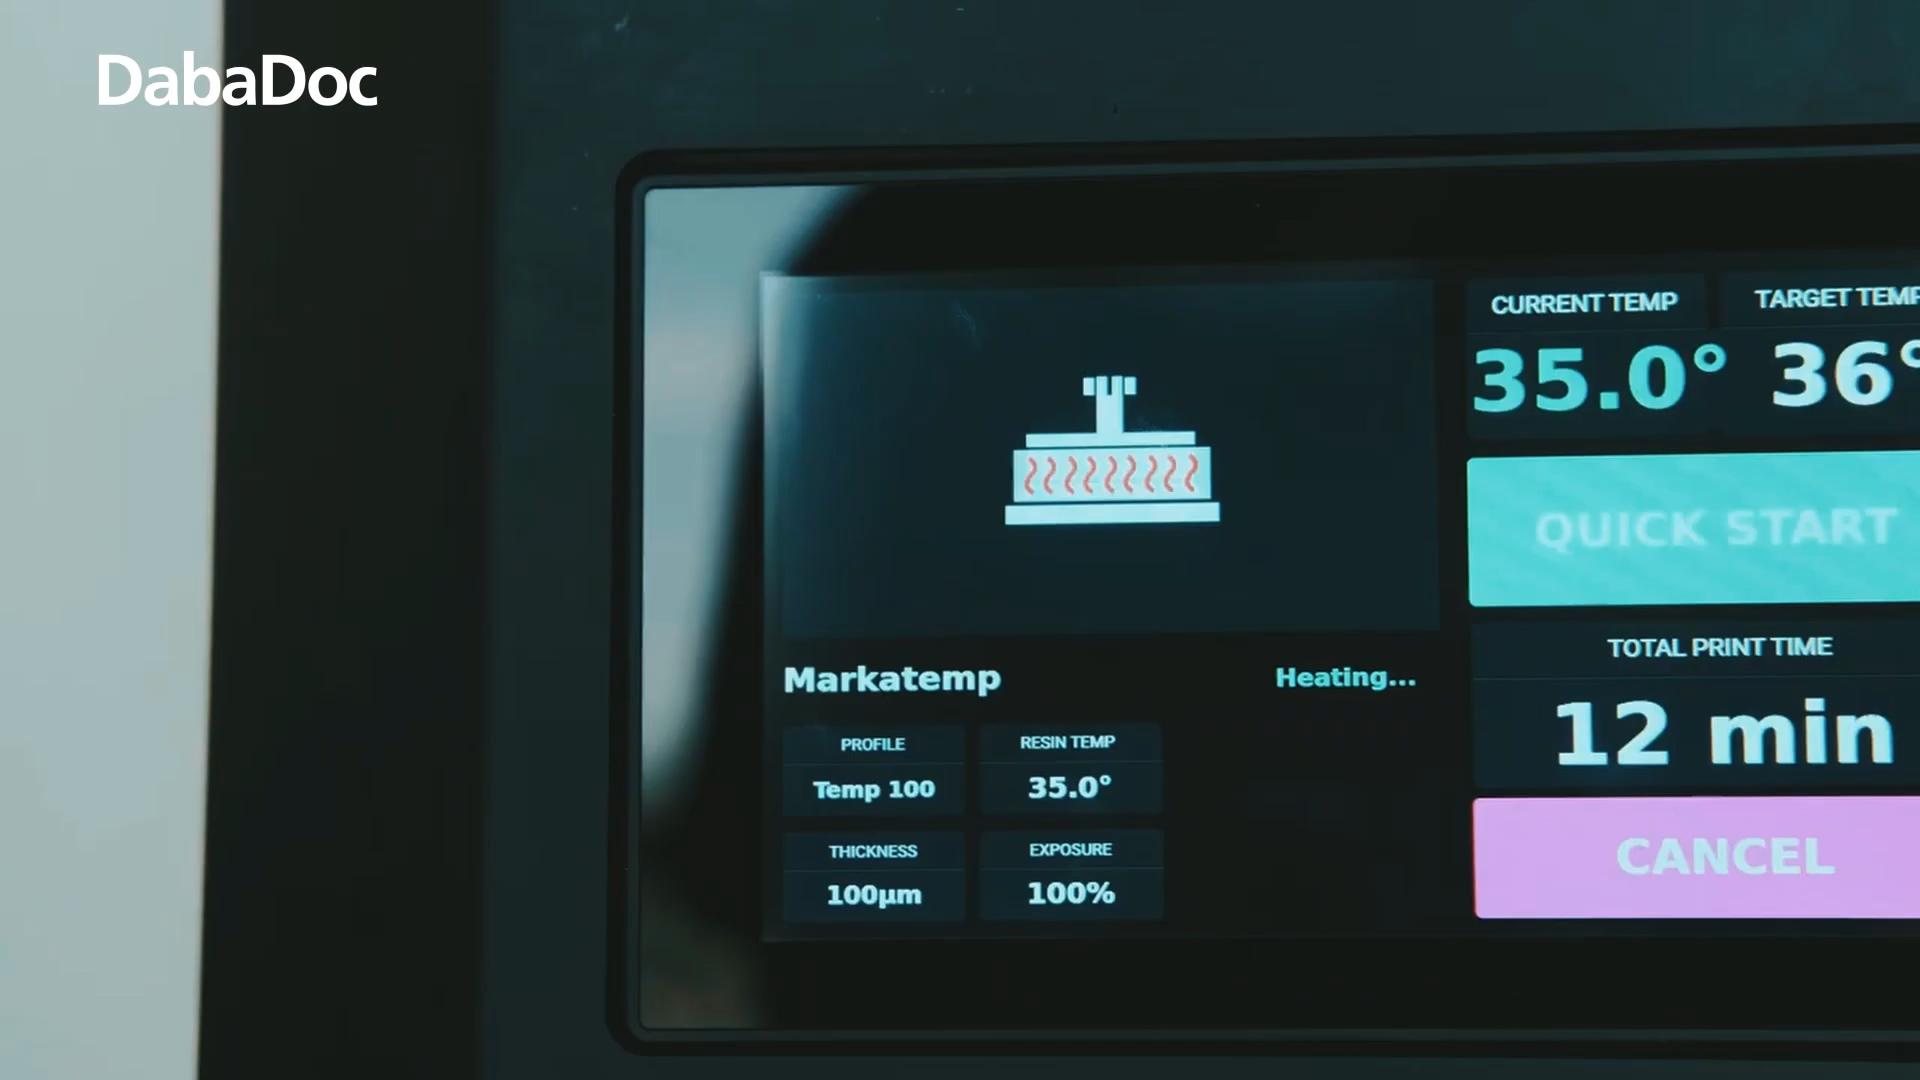 DabaDoc
CURRENT TEMP
35.0°
TARGET TEMP
36°
QUICK START
Markatemp
Heating...
TOTAL PRINT TIME
12 min
PROFILE
Temp 100
RESIN TEMP
35.0°
THICKNESS
100µm
EXPOSURE
100%
CANCEL